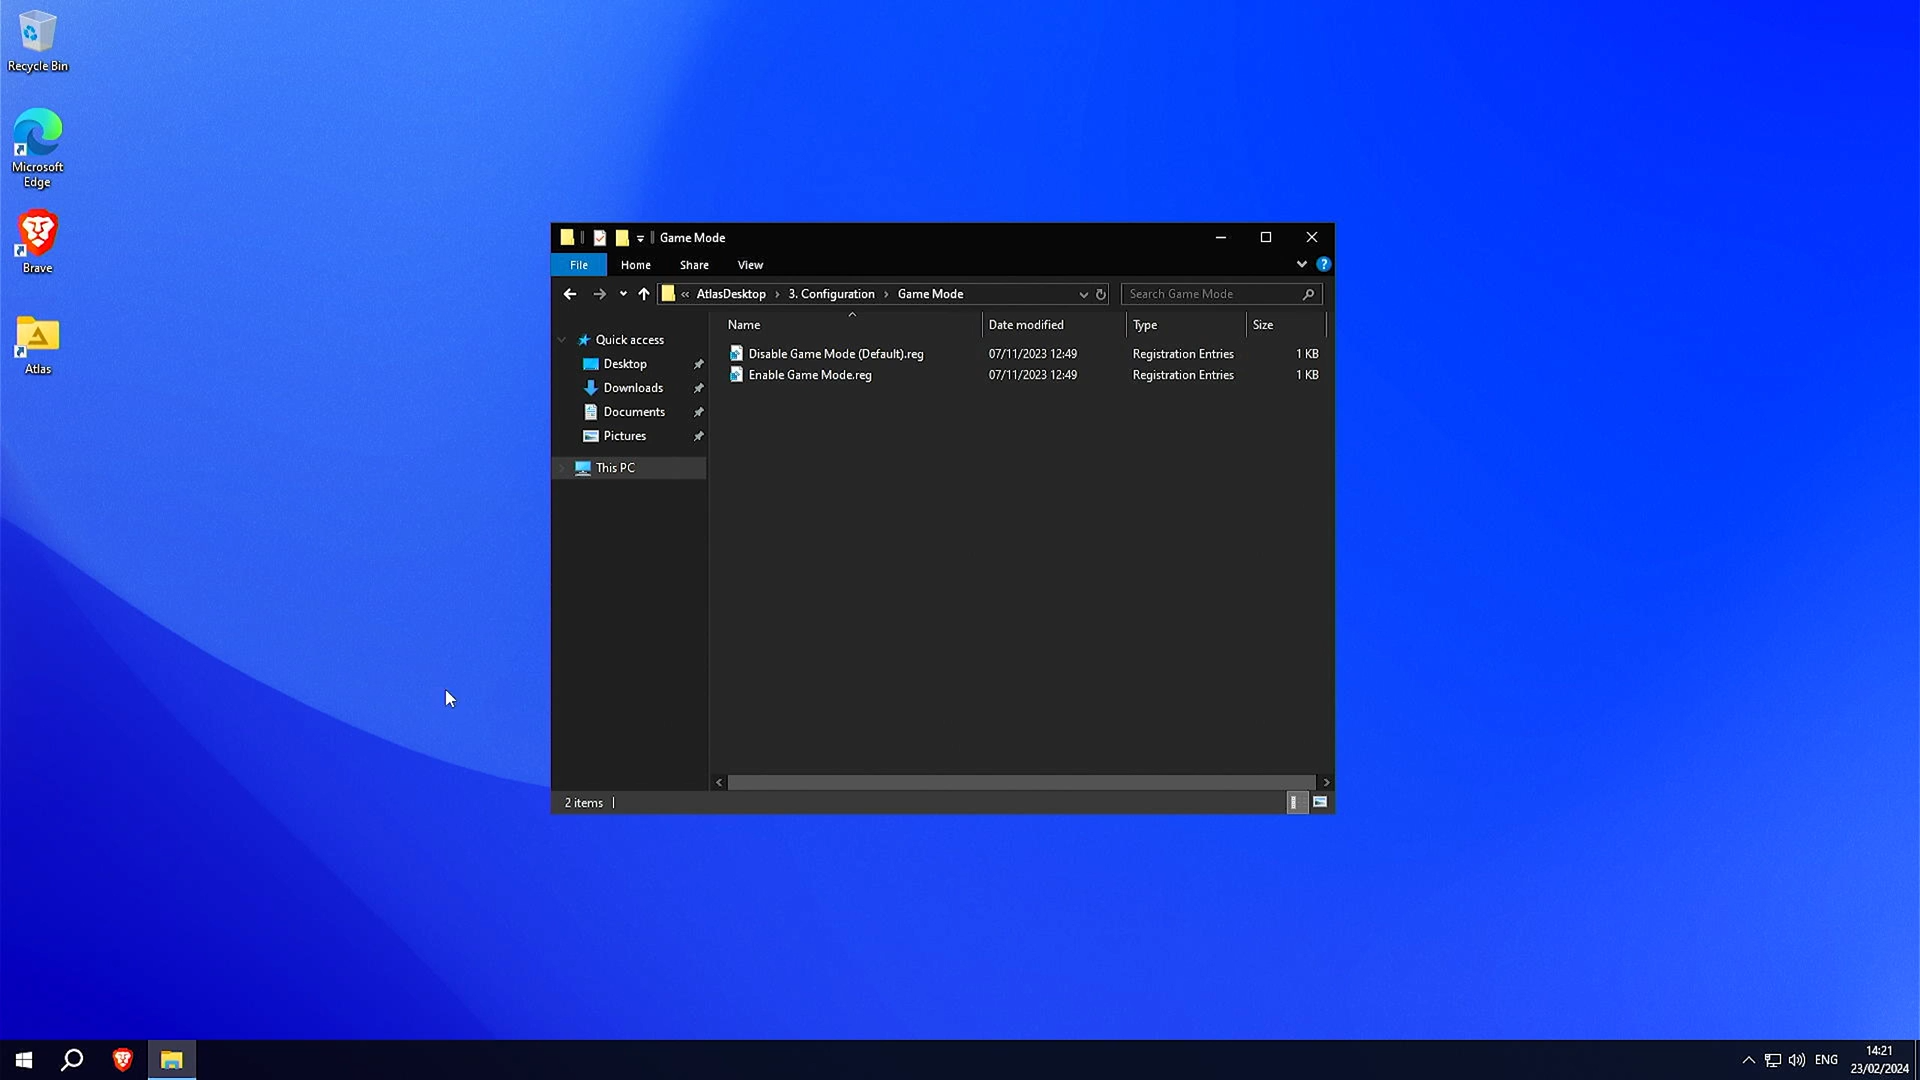 Recycle Bin
Microsoft
Edge
Brave
Atlas
Game Mode
File Home Share View
« AtlasDesktop › 3. Configuration › Game Mode
Search Game Mode
Quick access
Desktop
Downloads
Documents
Pictures
This PC
Name Date modified Type Size
Disable Game Mode (Default).reg 07/11/2023 12:49 Registration Entries 1 KB
Enable Game Mode.reg 07/11/2023 12:49 Registration Entries 1 KB
2 items
ENG
14:21
23/02/2024